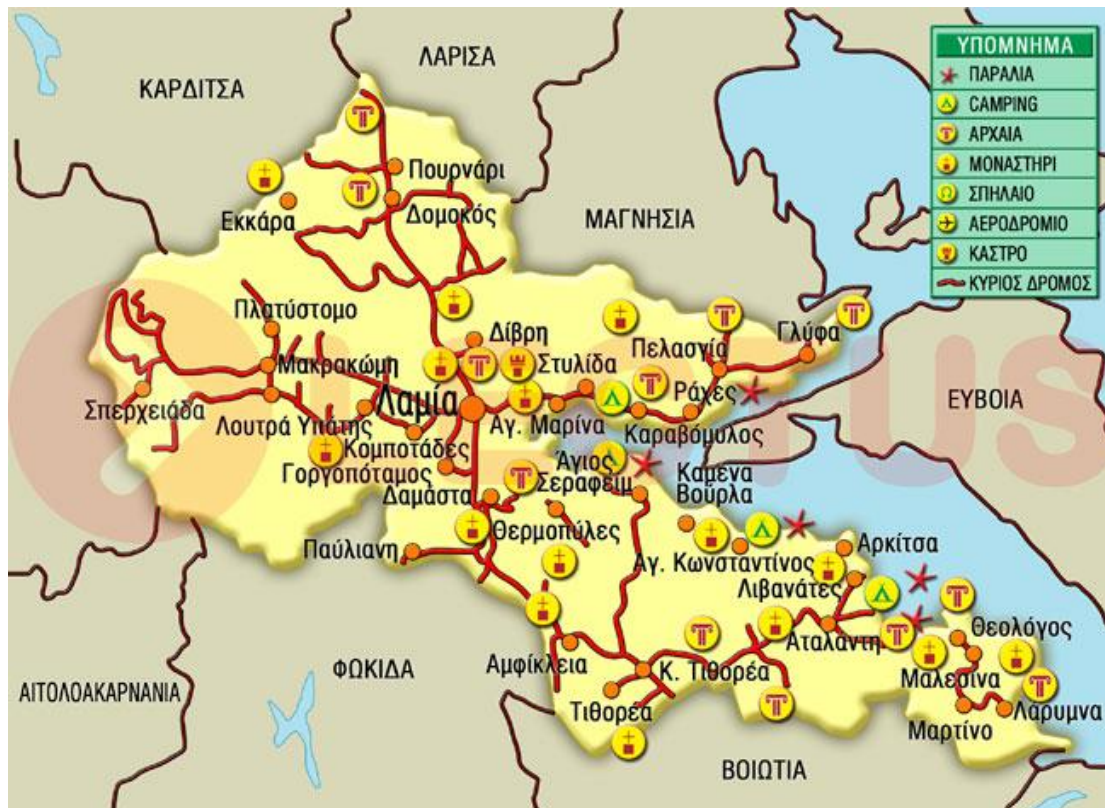 ΥΠΟΜΝΗΜΑ
ΠΑΡΑΛΙΑ
CAMPING
ΑΡΧΑΙΑ
ΜΟΝΑΣΤΗΡΙ
ΣΠΗΛΑΙΟ
ΑΕΡΟΔΡΟΜΙΟ
ΚΑΣΤΡΟ
ΚΥΡΙΟΣ ΔΡΟΜΟΣ
ΛΑΡΙΣΑ
ΚΑΡΔΙΤΣΑ
Πουρνάρι
Εκκάρα
Δομοκός
ΜΑΓΝΗΣΙΑ
Πλατύστομο
Δίβρη
Γλύφα
Πελασγία
Μακρακώμη
Στυλίδα
Ράχες
ΕΥΒΟΙΑ
Σπερχειάδα
Λαμία
Λουτρά Υπάτης
Αγ. Μαρίνα
Καραβόμυλος
Κομποτάδες
Γοργοπόταμος
Άγιος
Σεραφείμ
Καμένα
Βούρλα
Δαμάστα
Θερμοπύλες
Παύλιανη
Αρκίτσα
Αγ. Κωνσταντίνος
Λιβανάτες
Θεολόγος
Αταλάντη
Αμφίκλεια
Κ. Τιθορέα
Μαλεσίνα
ΦΩΚΙΔΑ
ΑΙΤΟΛΟΑΚΑΡΝΑΝΙΑ
Τιθορέα
Λάρυμνα
Μαρτίνο
ΒΟΙΩΤΙΑ